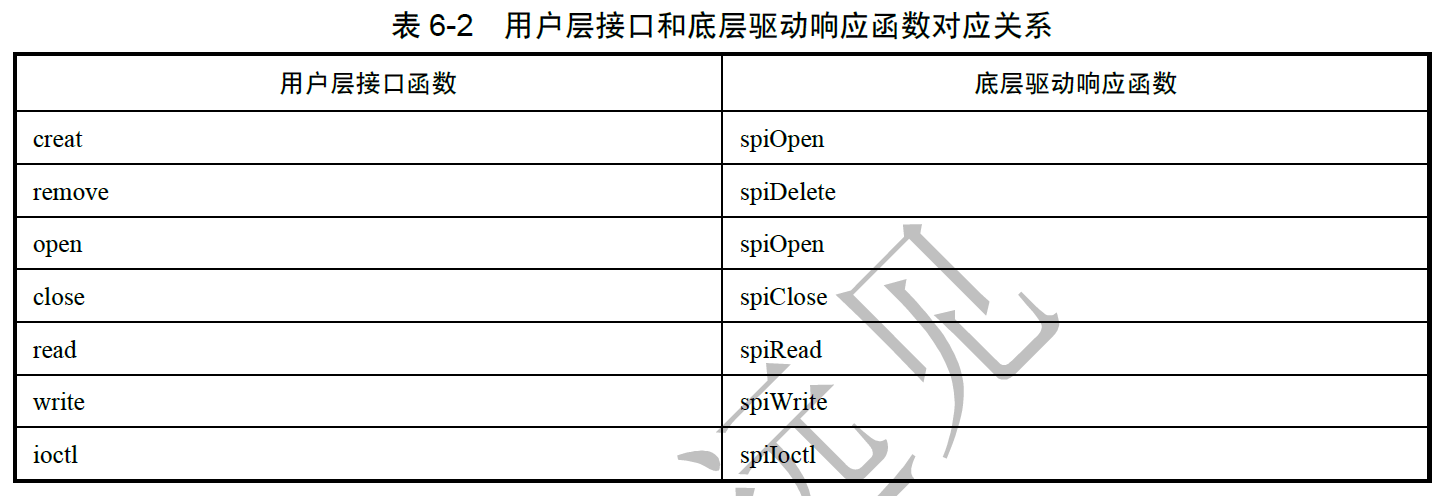 表 6-2 用户层接口和底层驱动响应函数对应关系
用户层接口函数 底层驱动响应函数
creat spiOpen
remove spiDelete
open spiOpen
close spiClose
read spiRead
write spiWrite
ioctl spiIoctl
远见